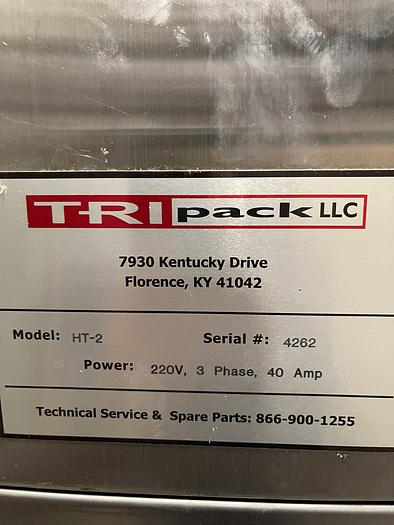 TRI pack LLC
7930 Kentucky Drive
Florence, KY 41042
Model: HT-2 Serial #: 4262
Power: 220V, 3 Phase, 40 Amp
Technical Service & Spare Parts: 866-900-1255